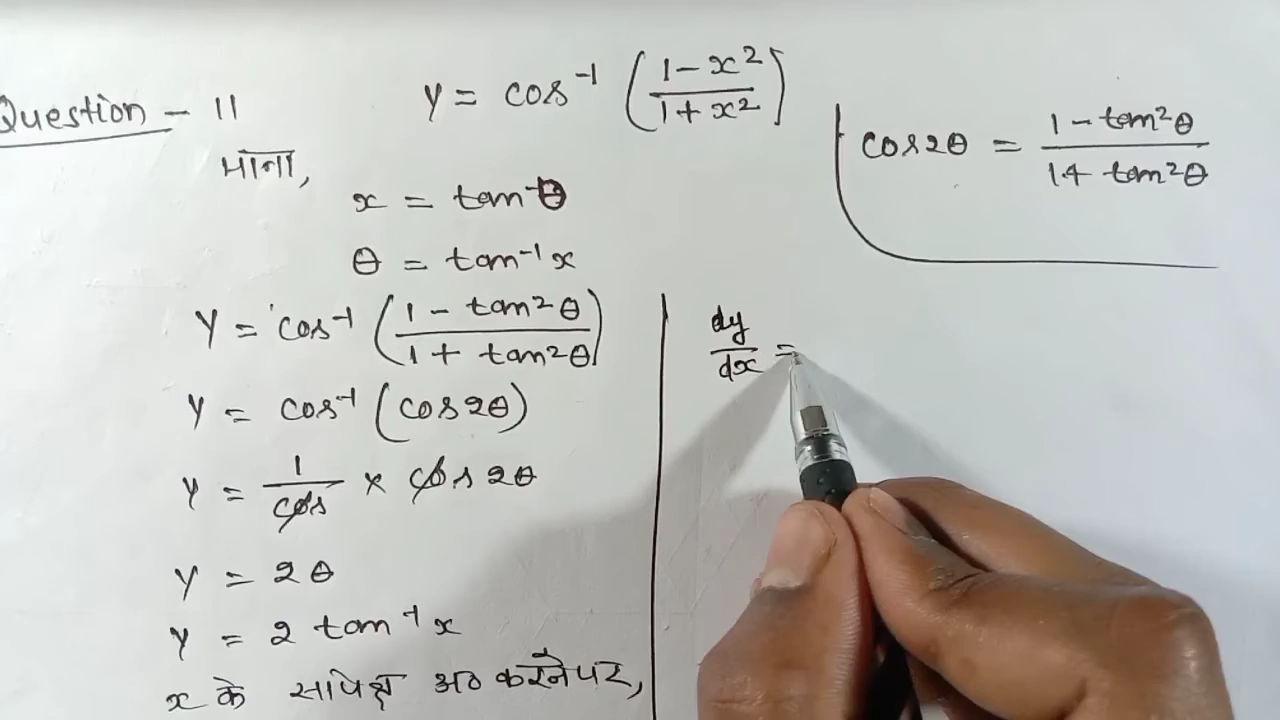 Question - 11
y = cos⁻¹ ( (1 - x²) / (1 + x²) )
cos2θ = (1 - tan²θ) / (1 + tan²θ)
माना,
x = tan θ
θ = tan⁻¹x
y = cos⁻¹ ( (1 - tan²θ) / (1 + tan²θ) )
y = cos⁻¹ (cos2θ)
y = 1/cos × cos 2θ
y = 2θ
y = 2 tan⁻¹x
x के सापेक्ष अ० करने पर,
dy/dx =